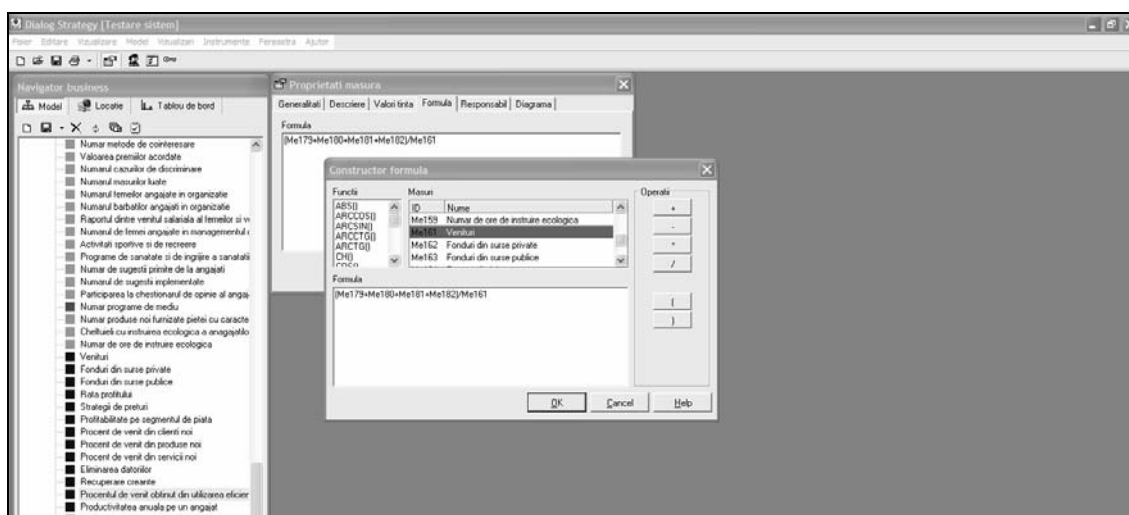 Dialog Strategy [Testare sistem]
Fisier Editare Vizualizare Model Vizualizari Instrumente Fereastra Ajutor
Navigator business
Model Locatie Tablou de bord
Numar metode de cointeresare
Valoarea premiilor acordate
Numarul cazurilor de discriminare
Numarul masurilor luate
Numarul femeilor angajate in organizatie
Numarul barbatilor angajati in organizatie
Raportul dintre venitul salariala al femeilor si v
Numarul de femei angajate in managementul
Activitati sportive si de recreere
Programe de sanatate si de ingrijire a sanatatii
Numar de sugestii primite de la angajati
Numarul de sugestii implementate
Participarea la chestionarul de opinie al angaj
Numar programe de mediu
Numar produse noi furnizate pietei cu caracte
Cheltuieli cu instruirea ecologica a anagajatilo
Numar de ore de instruire ecologica
Venituri
Fonduri din surse private
Fonduri din surse publice
Rata profitului
Strategii de preturi
Profitabilitate pe segmentul de piata
Procent de venit din clienti noi
Procent de venit din produse noi
Procent de venit din servicii noi
Eliminarea datoriilor
Recuperare creante
Procentul de venit obtinut din utilizarea eficier
Productivitatea anuala pe un angajat
Proprietati masura
Generalitati Descriere Valori tinta Formula Responsabil Diagrama
Formula
(Me179+Me180+Me181+Me182)/Me161
Constructor formula
Functii Masuri Operatii
ABS()
ARCCOS()
ARCSIN()
ARCCTG()
ARCTG()
CH()
ID Nume
Me159 Numar de ore de instruire ecologica
Me161 Venituri
Me162 Fonduri din surse private
Me163 Fonduri din surse publice
+
-
*
/
(
)
Formula
(Me179+Me180+Me181+Me182)/Me161
OK Cancel Help